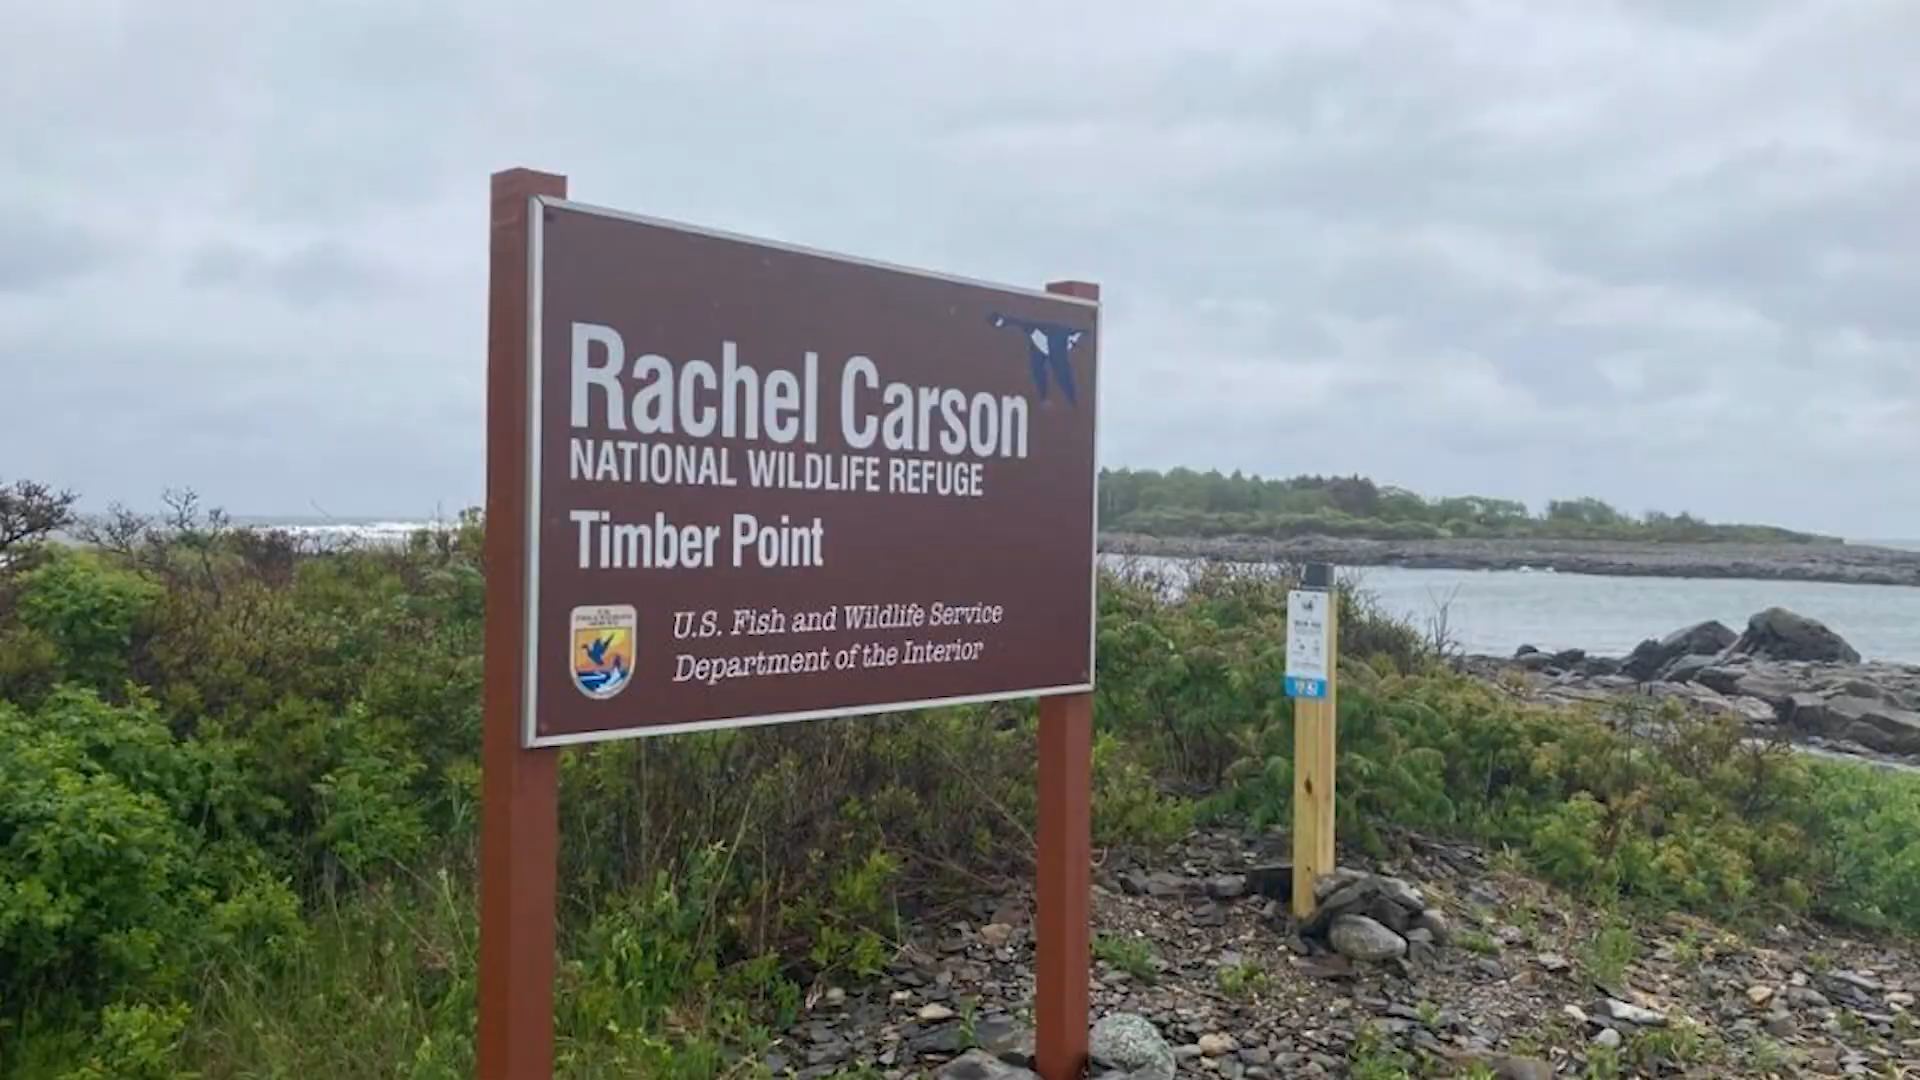 Rachel Carson
NATIONAL WILDLIFE REFUGE
Timber Point
U.S. Fish and Wildlife Service
Department of the Interior